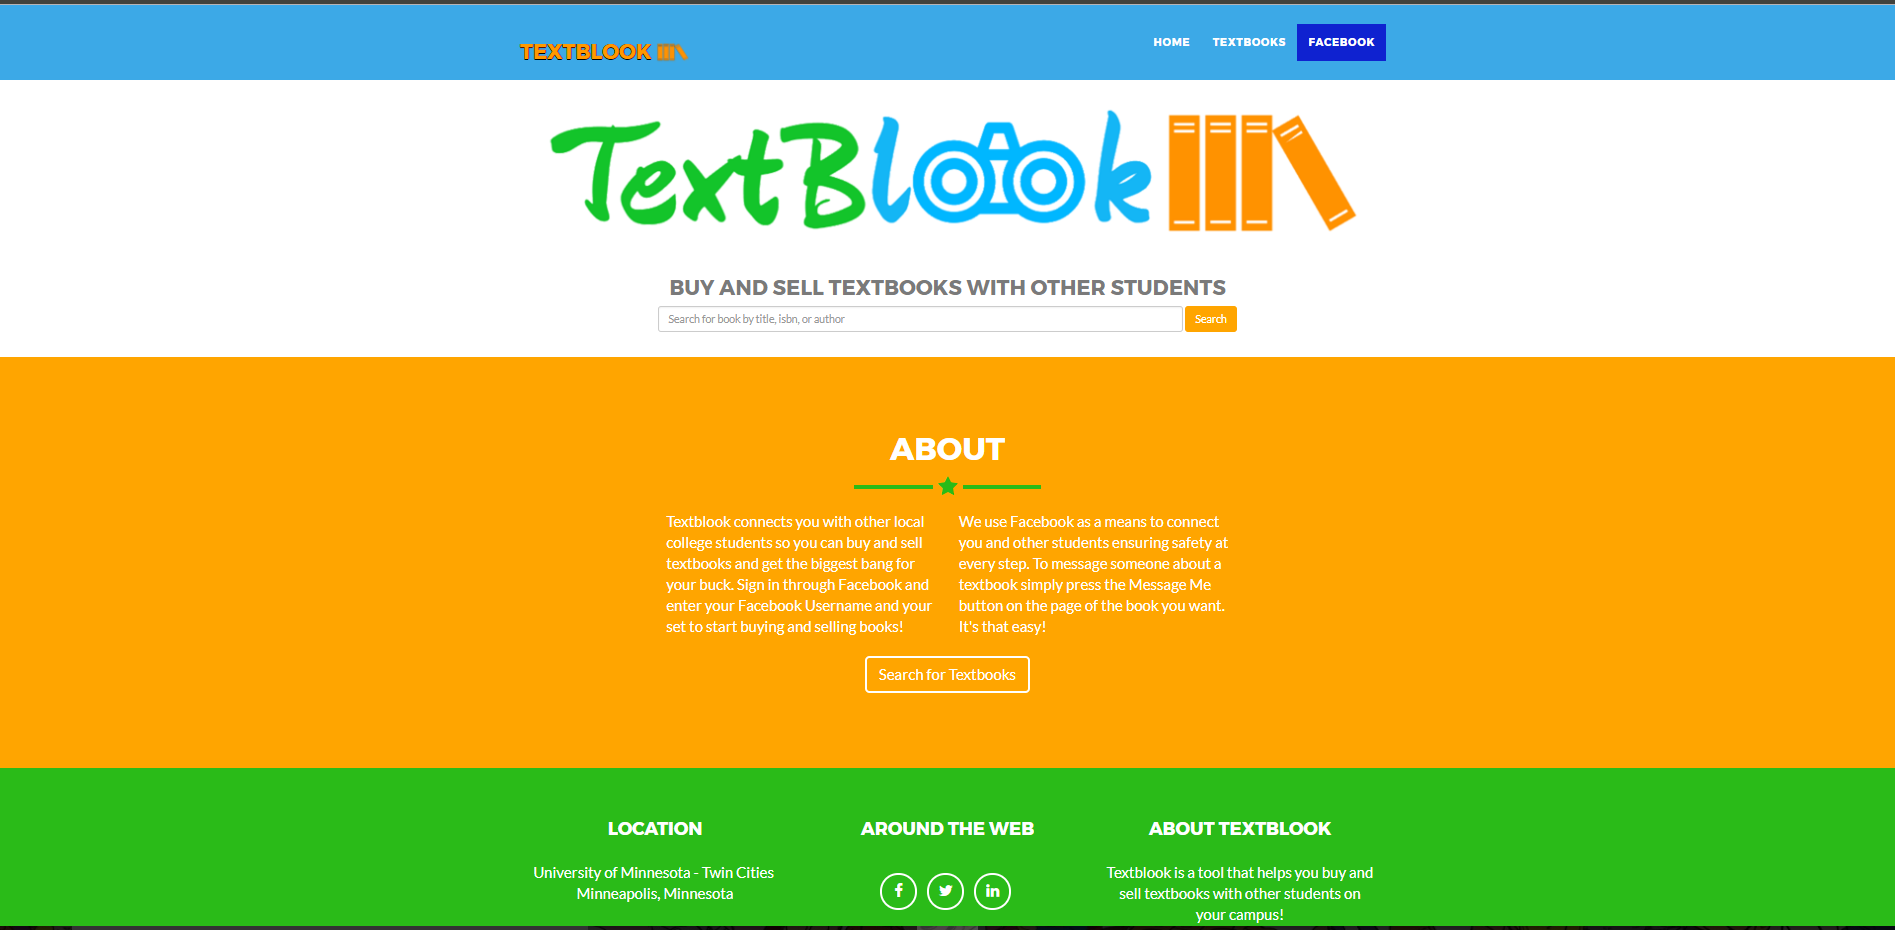 TEXTBLOOK
HOME TEXTBOOKS FACEBOOK
TextBlook
BUY AND SELL TEXTBOOKS WITH OTHER STUDENTS
Search for book by title, isbn, or author Search
ABOUT
Textblook connects you with other local
college students so you can buy and sell
textbooks and get the biggest bang for
your buck. Sign in through Facebook and
enter your Facebook Username and your
set to start buying and selling books!
We use Facebook as a means to connect
you and other students ensuring safety at
every step. To message someone about a
textbook simply press the Message Me
button on the page of the book you want.
It's that easy!
Search for Textbooks
LOCATION
University of Minnesota - Twin Cities
Minneapolis, Minnesota
AROUND THE WEB
ABOUT TEXTBLOOK
Textblook is a tool that helps you buy and
sell textbooks with other students on
your campus!